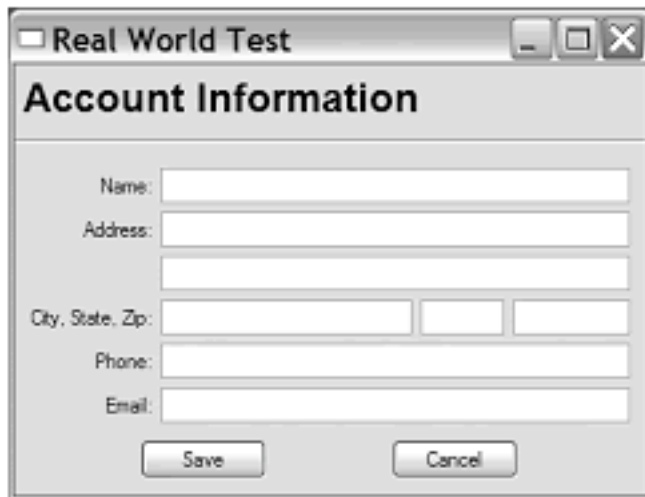 Real World Test
Account Information
Name:
Address:
City, State, Zip:
Phone:
Email:
Save Cancel